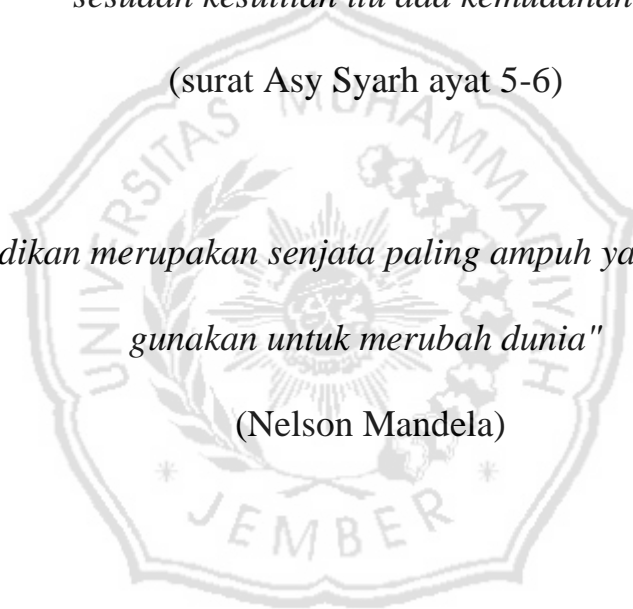 sesudah kesulitan itu ada kemudahan
(surat Asy Syarh ayat 5-6)
dikan merupakan senjata paling ampuh ya
gunakan untuk merubah dunia"
(Nelson Mandela)
UNIVERSITAS MUHAMMADIYAH
* JEMBER *